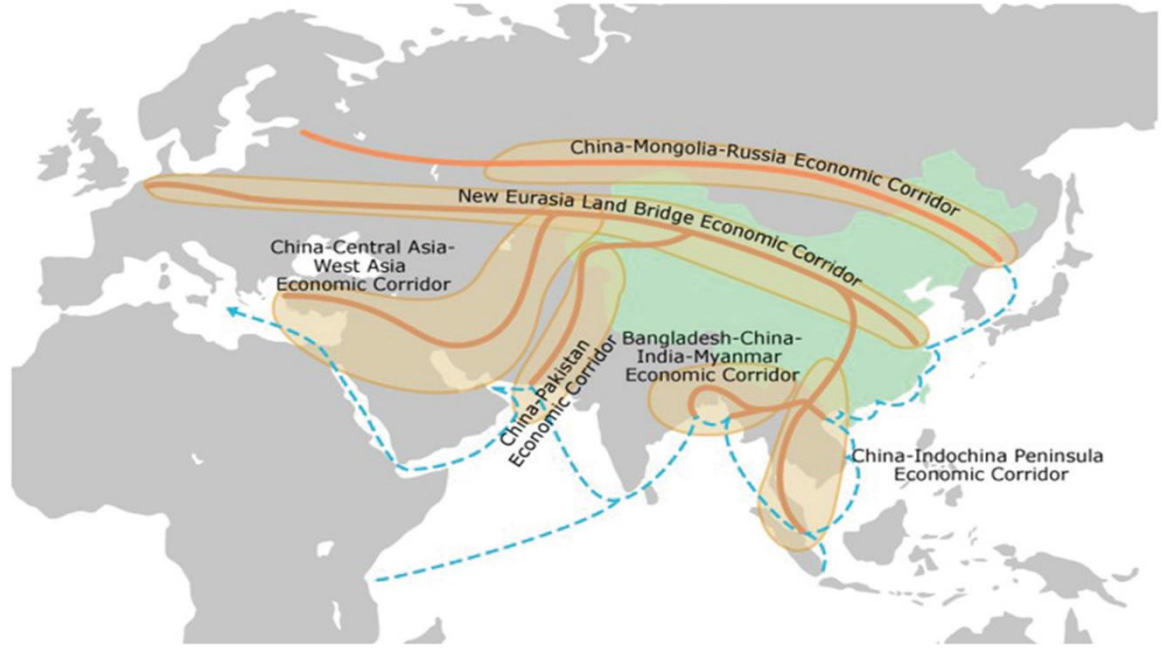 China-Mongolia-Russia Economic Corridor
New Eurasia Land Bridge Economic Corridor
China-Central Asia-
West Asia
Economic Corridor
China-Pakistan
Economic Corridor
Bangladesh-China-
India-Myanmar
Economic Corridor
China-Indochina Peninsula
Economic Corridor